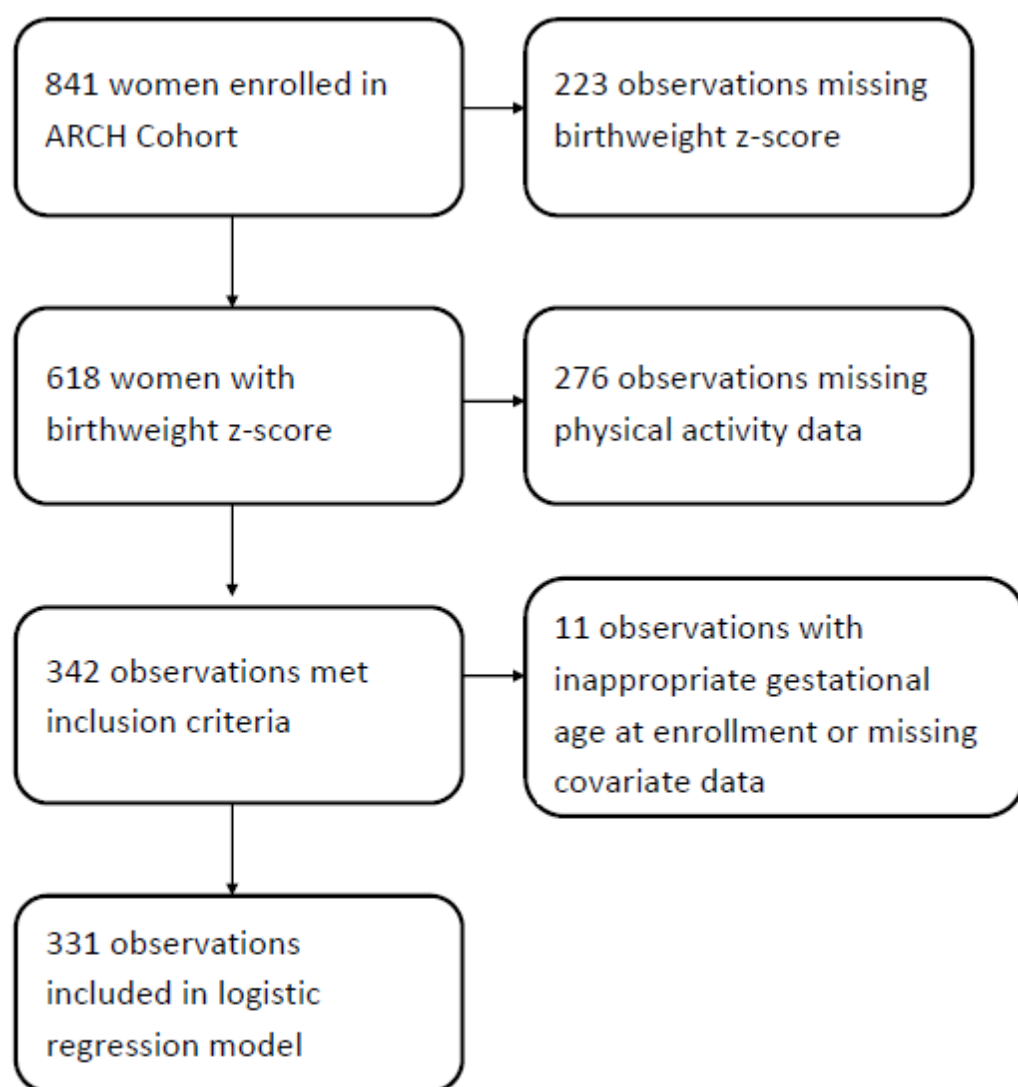 841 women enrolled in
ARCH Cohort
223 observations missing
birthweight z-score
618 women with
birthweight z-score
276 observations missing
physical activity data
342 observations met
inclusion criteria
11 observations with
inappropriate gestational
age at enrollment or missing
covariate data
331 observations
included in logistic
regression model